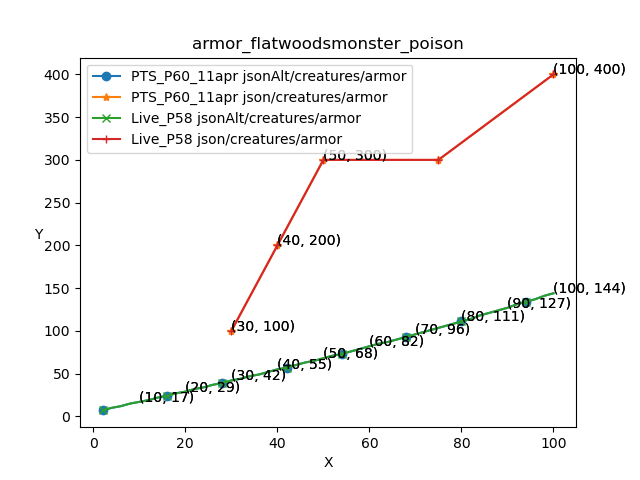 armor_flatwoodsmonster_poison
PTS_P60_11apr jsonAlt/creatures/armor
PTS_P60_11apr json/creatures/armor
Live_P58 jsonAlt/creatures/armor
Live_P58 json/creatures/armor
(100, 400)
(50, 300)
(40, 200)
(30, 100)
(100, 144)
(90, 127)
(80, 111)
(70, 96)
(60, 82)
(50, 68)
(40, 55)
(30, 42)
(20, 29)
(10, 17)
Y
400
350
300
250
200
150
100
50
0
0 20 40 60 80 100
X